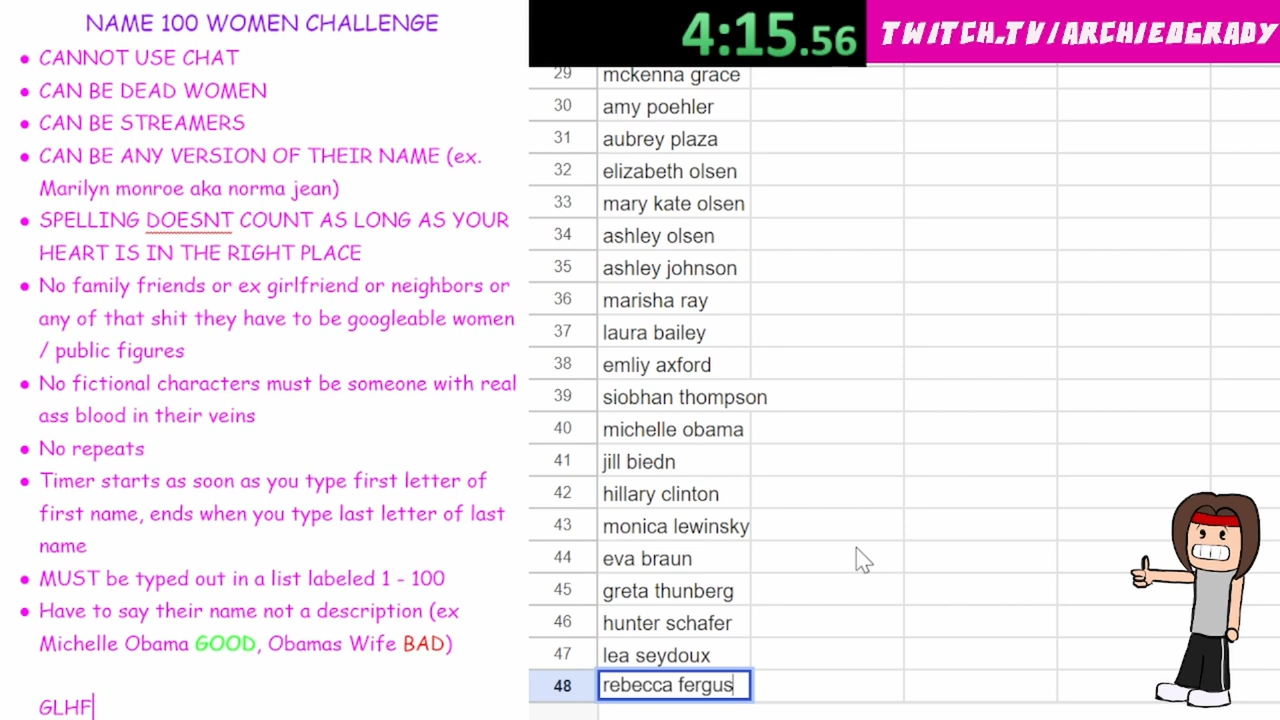 NAME 100 WOMEN CHALLENGE
CANNOT USE CHAT
CAN BE DEAD WOMEN
CAN BE STREAMERS
CAN BE ANY VERSION OF THEIR NAME (ex.
Marilyn monroe aka norma jean)
SPELLING DOESNT COUNT AS LONG AS YOUR
HEART IS IN THE RIGHT PLACE
No family friends or ex girlfriend or neighbors or
any of that shit they have to be googleable women
/ public figures
No fictional characters must be someone with real
ass blood in their veins
No repeats
Timer starts as soon as you type first letter of
first name, ends when you type last letter of last
name
MUST be typed out in a list labeled 1 - 100
Have to say their name not a description (ex
Michelle Obama GOOD, Obamas Wife BAD)
GLHF
4:15.56
TWITCH.TV/ARCHIEOGRADY
29 mckenna grace
30 amy poehler
31 aubrey plaza
32 elizabeth olsen
33 mary kate olsen
34 ashley olsen
35 ashley johnson
36 marisha ray
37 laura bailey
38 emliy axford
39 siobhan thompson
40 michelle obama
41 jill biedn
42 hillary clinton
43 monica lewinsky
44 eva braun
45 greta thunberg
46 hunter schafer
47 lea seydoux
48 rebecca fergus